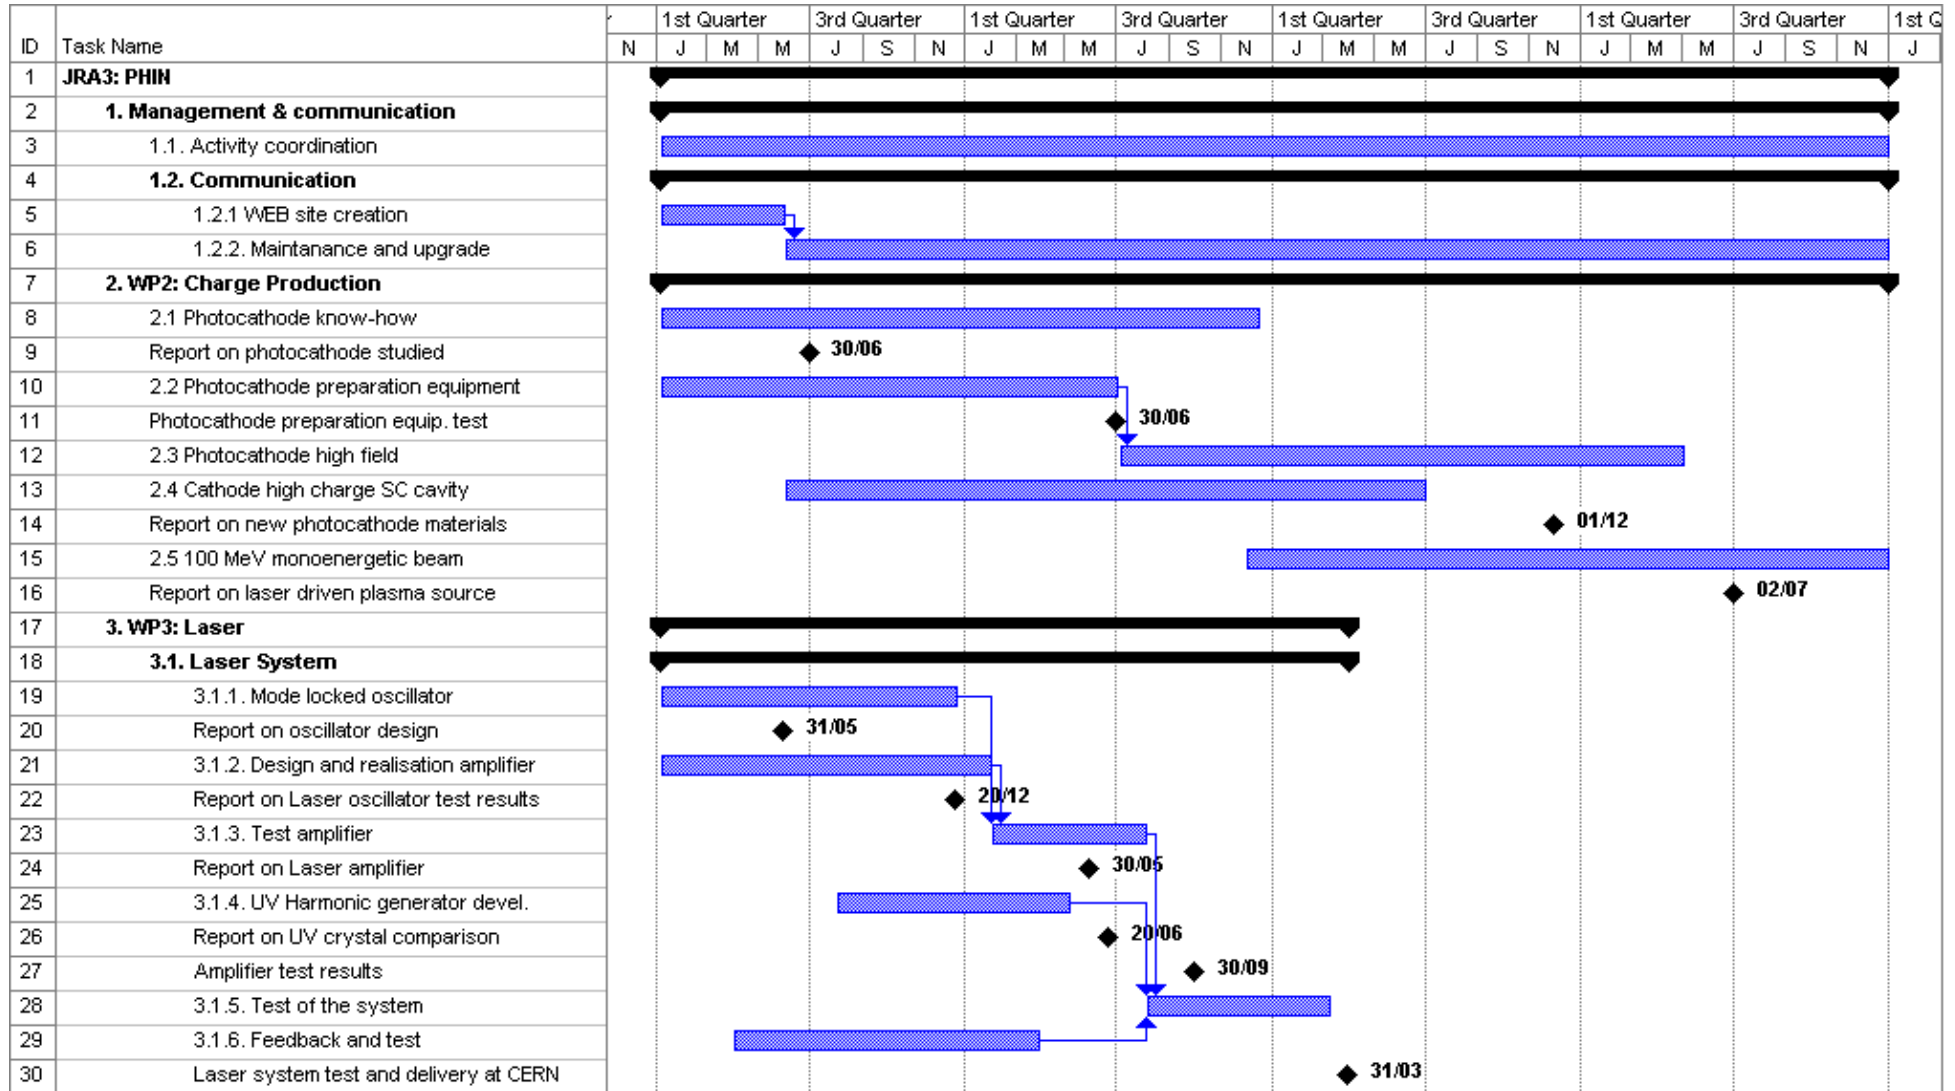 1st Quarter 3rd Quarter 1st Quarter 3rd Quarter 1st Quarter 3rd Quarter 1st Quarter 3rd Quarter 1st Q
ID Task Name N J M M J S N J M M J S N J M M J S N J M M J S N J
1 JRA3: PHIN
2 1. Management & communication
3 1.1. Activity coordination
4 1.2. Communication
5 1.2.1 WEB site creation
6 1.2.2. Maintanance and upgrade
7 2. WP2: Charge Production
8 2.1 Photocathode know-how
9 Report on photocathode studied 30/06
10 2.2 Photocathode preparation equipment
11 Photocathode preparation equip. test 30/06
12 2.3 Photocathode high field
13 2.4 Cathode high charge SC cavity
14 Report on new photocathode materials 01/12
15 2.5 100 MeV monoenergetic beam
16 Report on laser driven plasma source 02/07
17 3. WP3: Laser
18 3.1. Laser System
19 3.1.1. Mode locked oscillator
20 Report on oscillator design 31/05
21 3.1.2. Design and realisation amplifier
22 Report on Laser oscillator test results 20/12
23 3.1.3. Test amplifier
24 Report on Laser amplifier 30/05
25 3.1.4. UV Harmonic generator devel.
26 Report on UV crystal comparison 20/06
27 Amplifier test results 30/09
28 3.1.5. Test of the system
29 3.1.6. Feedback and test
30 Laser system test and delivery at CERN 31/03